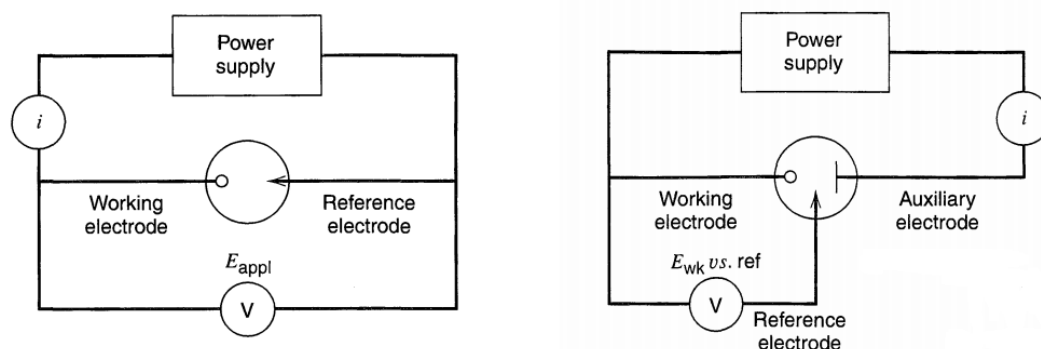 Power
supply
i
Working
electrode
Reference
electrode
E_appl
V
Power
supply
i
Working
electrode
Auxiliary
electrode
E_wk vs. ref
V
Reference
electrode